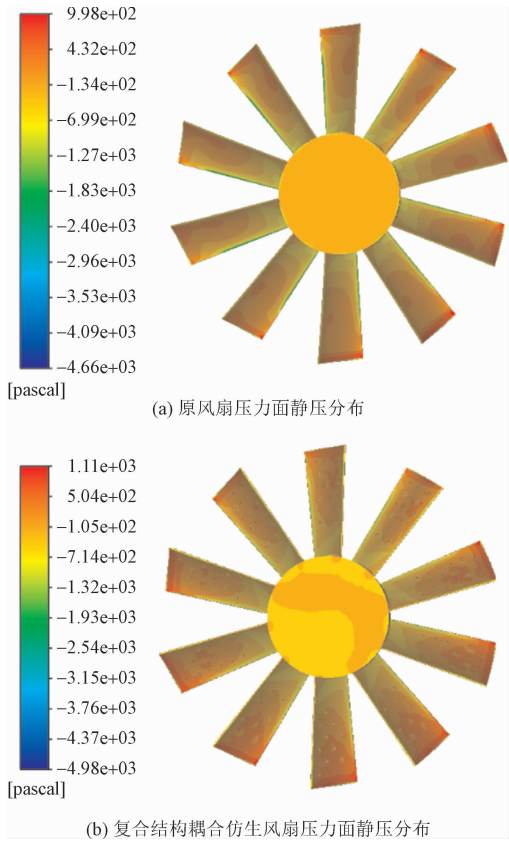 9.98e+02
4.32e+02
−1.34e+02
−6.99e+02
−1.27e+03
−1.83e+03
−2.40e+03
−2.96e+03
−3.53e+03
−4.09e+03
−4.66e+03
[pascal]
(a) 原风扇压力面静压分布
1.11e+03
5.04e+02
−1.05e+02
−7.14e+02
−1.32e+03
−1.93e+03
−2.54e+03
−3.15e+03
−3.76e+03
−4.37e+03
−4.98e+03
[pascal]
(b) 复合结构耦合仿生风扇压力面静压分布